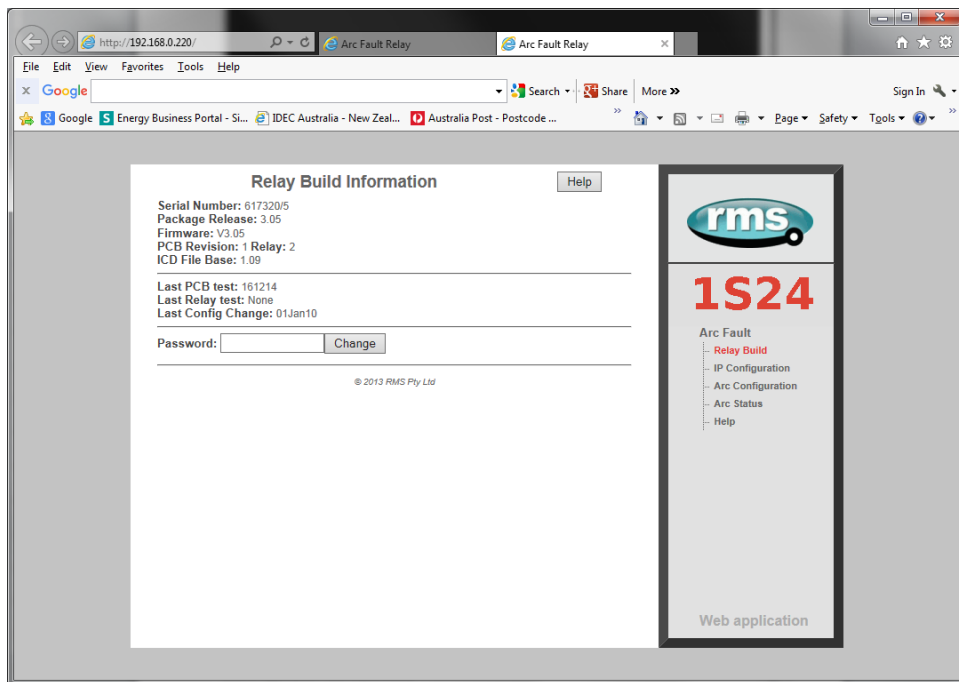 http://192.168.0.220/
Arc Fault Relay
Arc Fault Relay
File Edit View Favorites Tools Help
x Google Search Share More » Sign In
Google Energy Business Portal - Si... IDEC Australia - New Zeal... Australia Post - Postcode ... » Page Safety Tools »
Relay Build Information
Help
Serial Number: 617320/5
Package Release: 3.05
Firmware: V3.05
PCB Revision: 1 Relay: 2
ICD File Base: 1.09
Last PCB test: 161214
Last Relay test: None
Last Config Change: 01Jan10
Password: Change
© 2013 RMS Pty Ltd
rms
1S24
Arc Fault
Relay Build
IP Configuration
Arc Configuration
Arc Status
Help
Web application